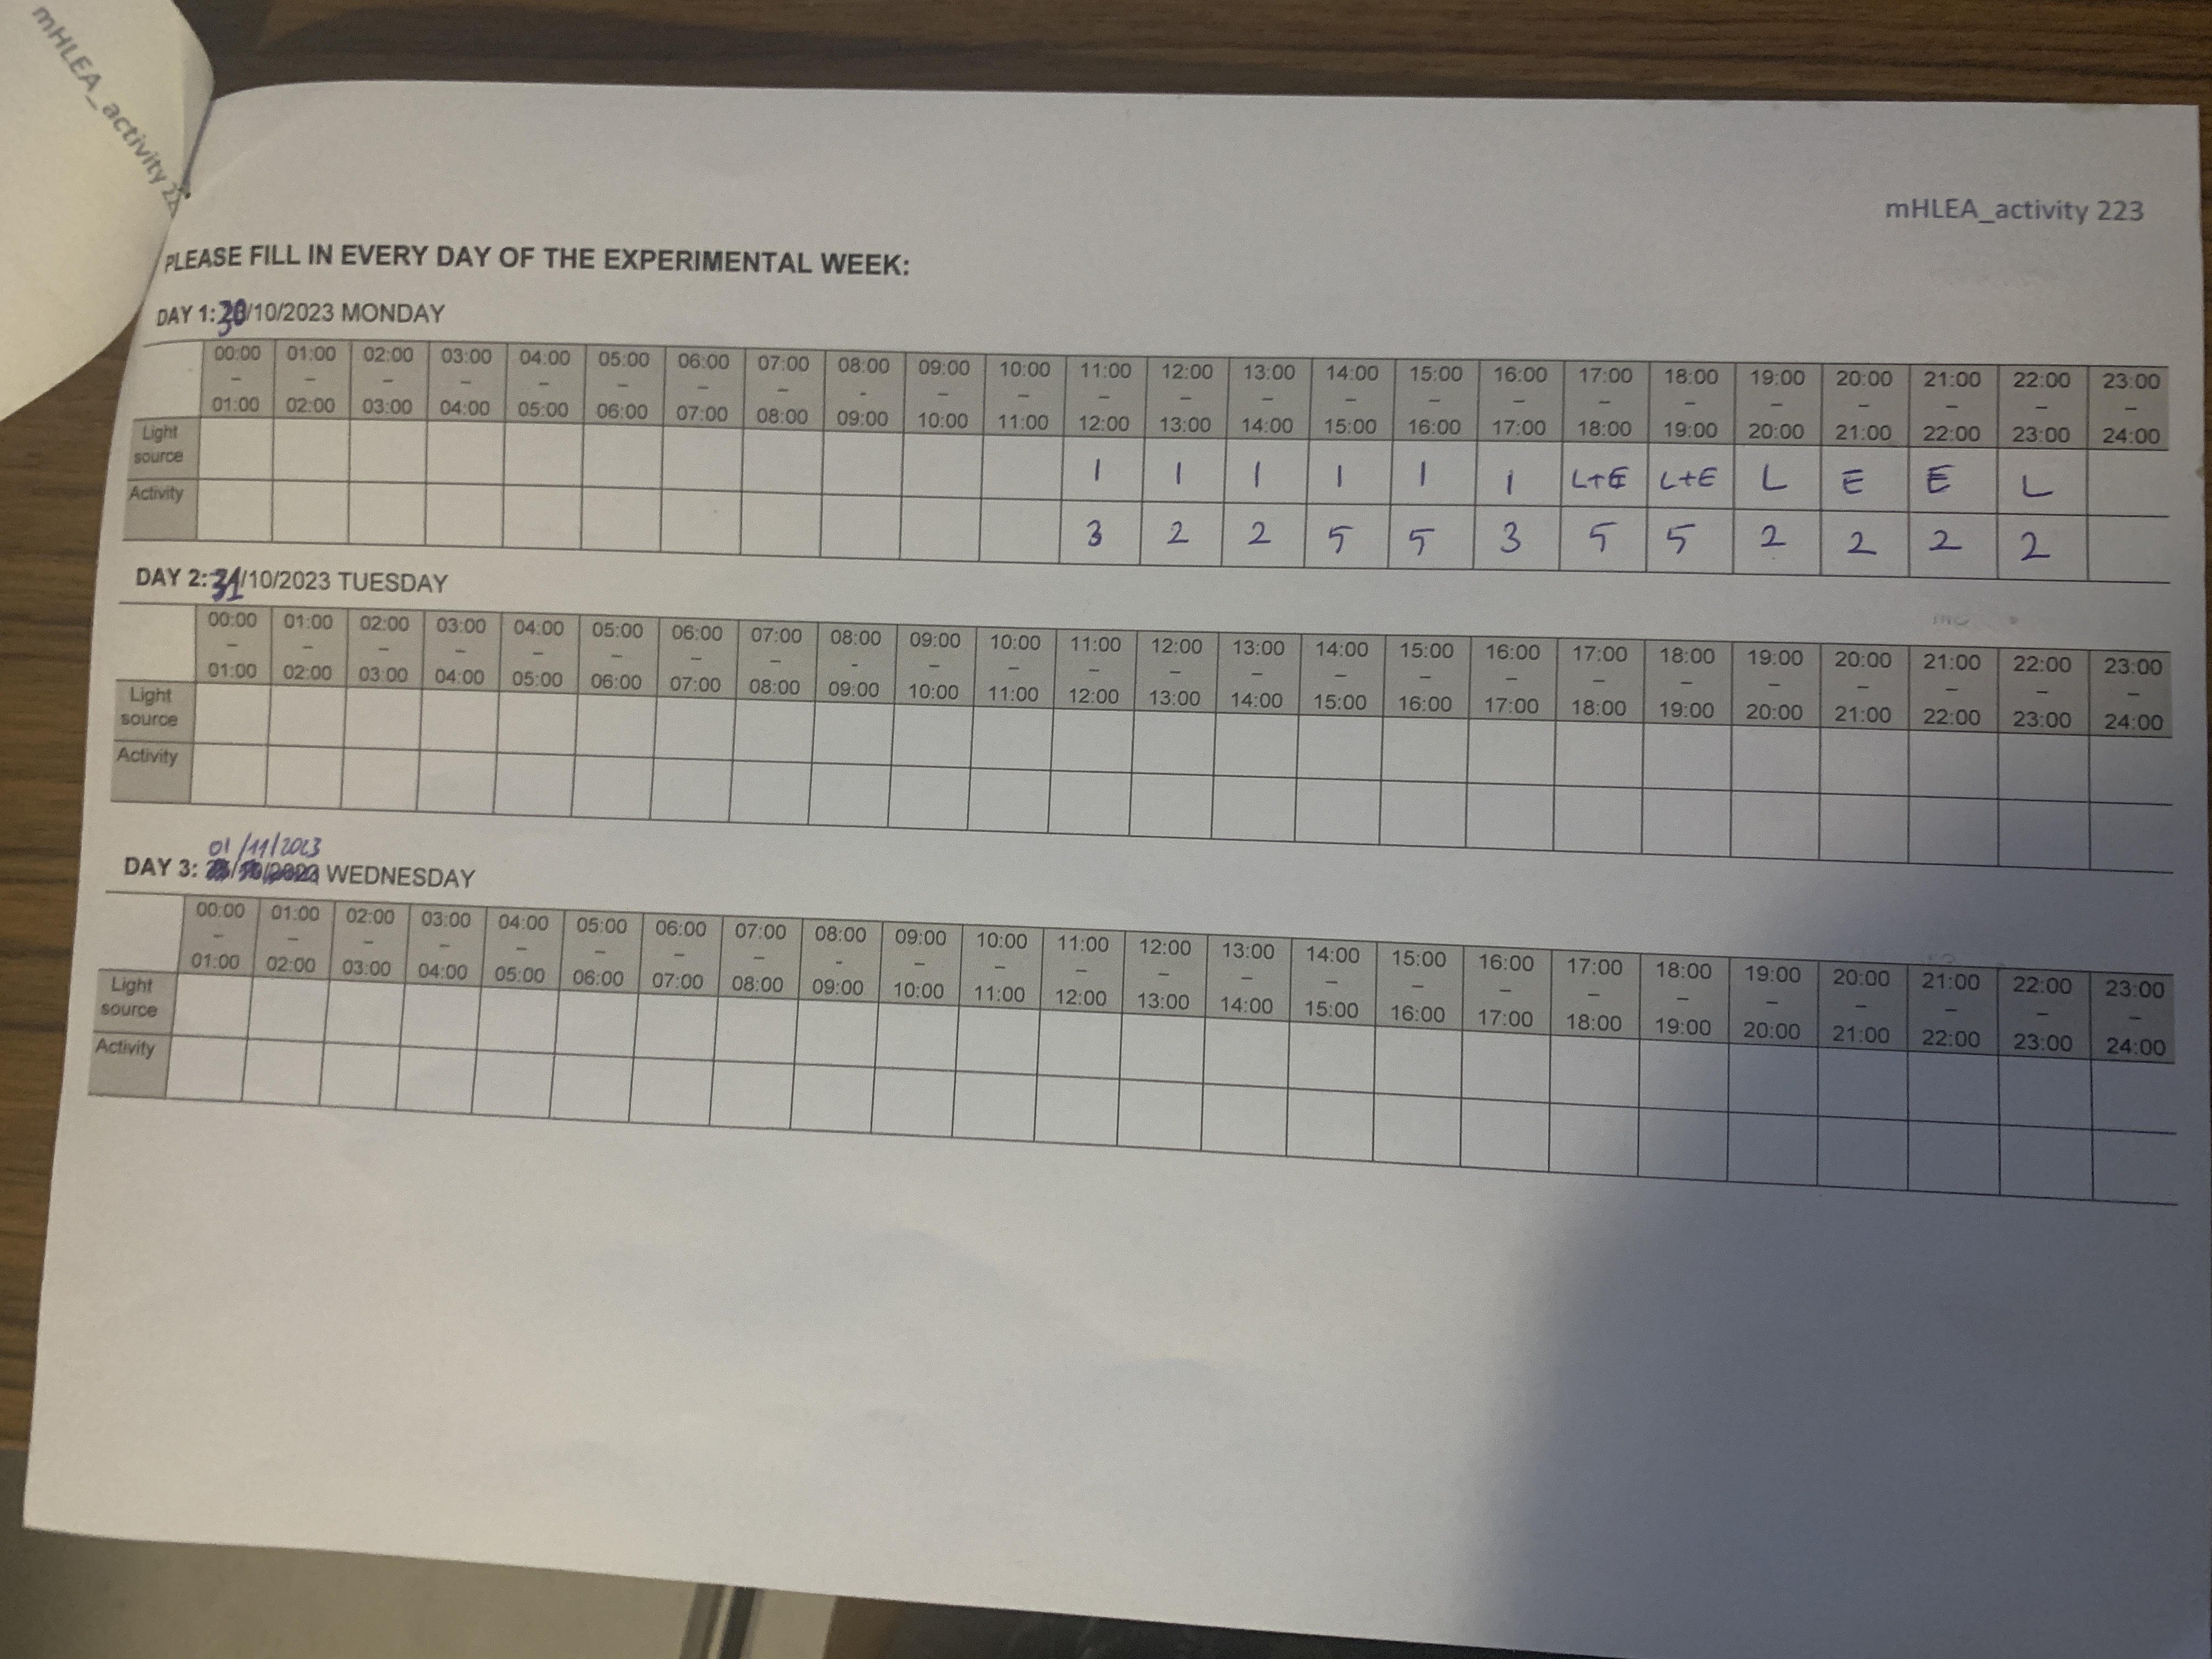 mHLEA_activity 22
mHLEA_activity 223
PLEASE FILL IN EVERY DAY OF THE EXPERIMENTAL WEEK:
DAY 1: 30/10/2023 MONDAY
00:00 – 01:00 01:00 – 02:00 02:00 – 03:00 03:00 – 04:00 04:00 – 05:00 05:00 – 06:00 06:00 – 07:00 07:00 – 08:00 08:00 - 09:00 09:00 – 10:00 10:00 – 11:00 11:00 – 12:00 12:00 – 13:00 13:00 – 14:00 14:00 – 15:00 15:00 – 16:00 16:00 – 17:00 17:00 – 18:00 18:00 – 19:00 19:00 – 20:00 20:00 – 21:00 21:00 – 22:00 22:00 – 23:00 23:00 – 24:00
Light source I I I I I I L+E L+E L E E L
Activity 3 2 2 5 5 3 5 5 2 2 2 2
DAY 2: 31/10/2023 TUESDAY
00:00 – 01:00 01:00 – 02:00 02:00 – 03:00 03:00 – 04:00 04:00 – 05:00 05:00 – 06:00 06:00 – 07:00 07:00 – 08:00 08:00 - 09:00 09:00 – 10:00 10:00 – 11:00 11:00 – 12:00 12:00 – 13:00 13:00 – 14:00 14:00 – 15:00 15:00 – 16:00 16:00 – 17:00 17:00 – 18:00 18:00 – 19:00 19:00 – 20:00 20:00 – 21:00 21:00 – 22:00 22:00 – 23:00 23:00 – 24:00
Light source
Activity
01/11/2023
DAY 3: WEDNESDAY
00:00 – 01:00 01:00 – 02:00 02:00 – 03:00 03:00 – 04:00 04:00 – 05:00 05:00 – 06:00 06:00 – 07:00 07:00 – 08:00 08:00 - 09:00 09:00 – 10:00 10:00 – 11:00 11:00 – 12:00 12:00 – 13:00 13:00 – 14:00 14:00 – 15:00 15:00 – 16:00 16:00 – 17:00 17:00 – 18:00 18:00 – 19:00 19:00 – 20:00 20:00 – 21:00 21:00 – 22:00 22:00 – 23:00 23:00 – 24:00
Light source
Activity